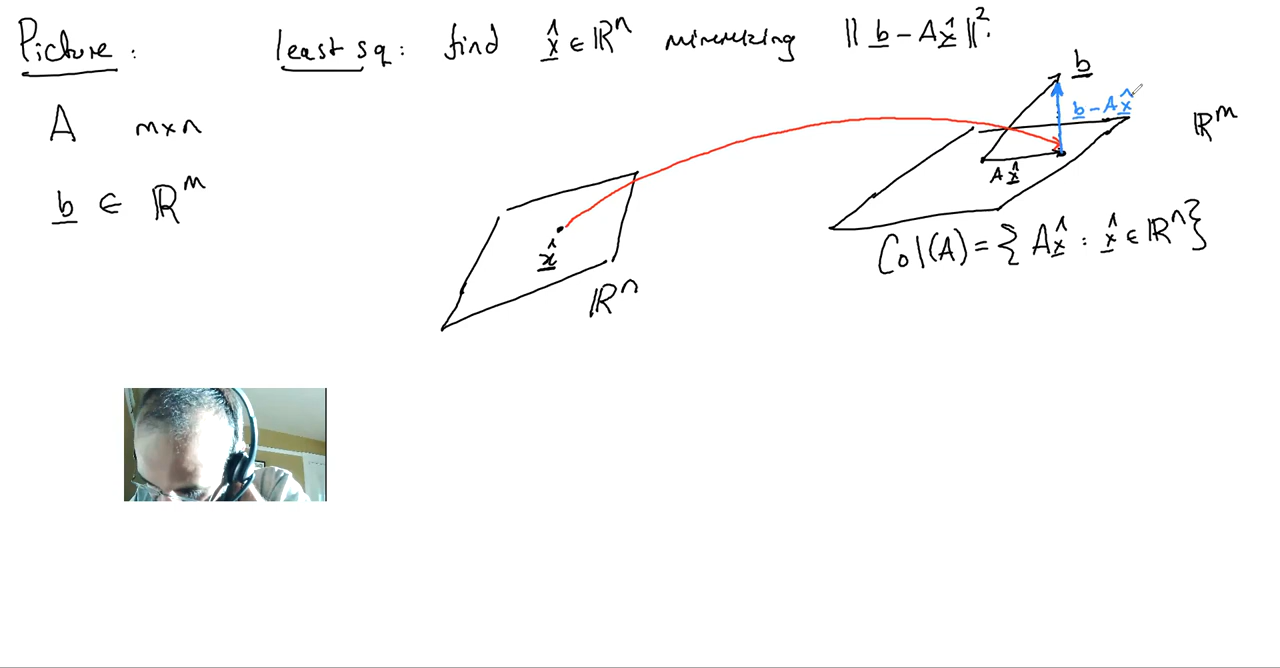 Picture: least sq: find x̂ ∈ ℝⁿ minimizing ‖ b - Ax̂ ‖².
A m×n
b ∈ ℝᵐ
b
b - Ax̂
ℝᵐ
Ax̂
x̂
Col(A) = { Ax̂ : x̂ ∈ ℝⁿ }
ℝⁿ